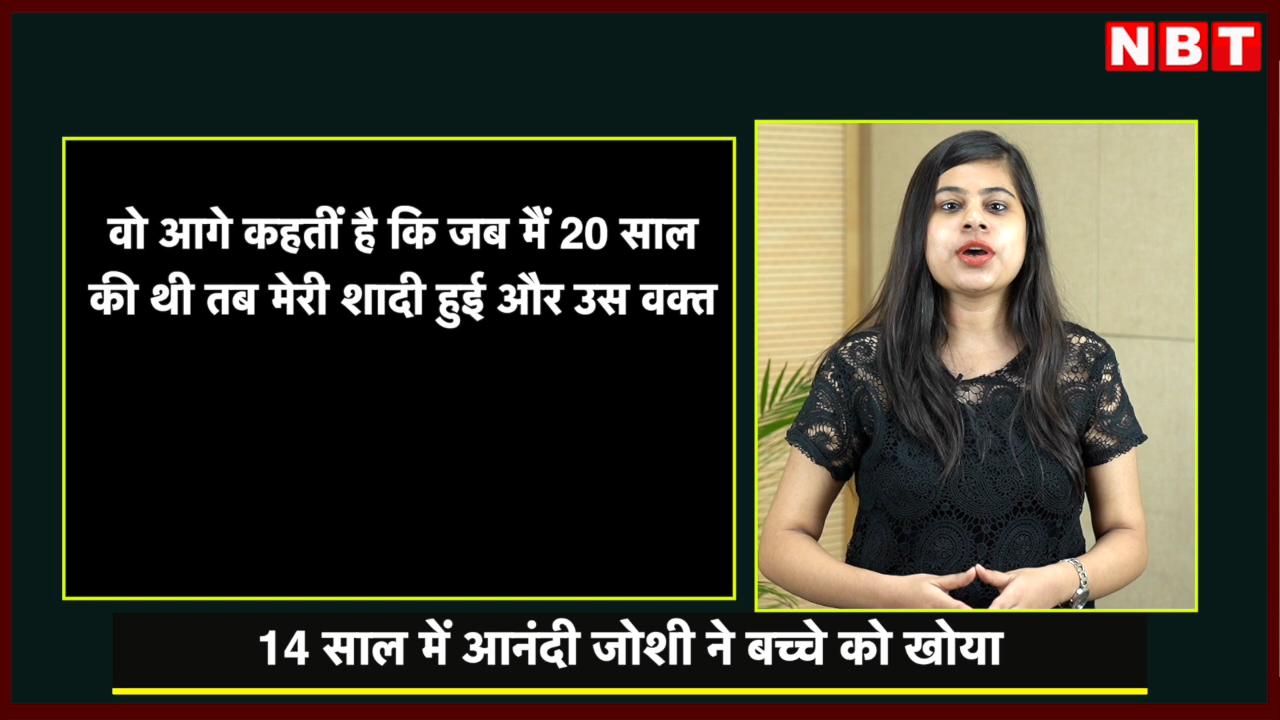 NBT
वो आगे कहतीं है कि जब मैं 20 साल
की थी तब मेरी शादी हुई और उस वक्त
14 साल में आनंदी जोशी ने बच्चे को खोया